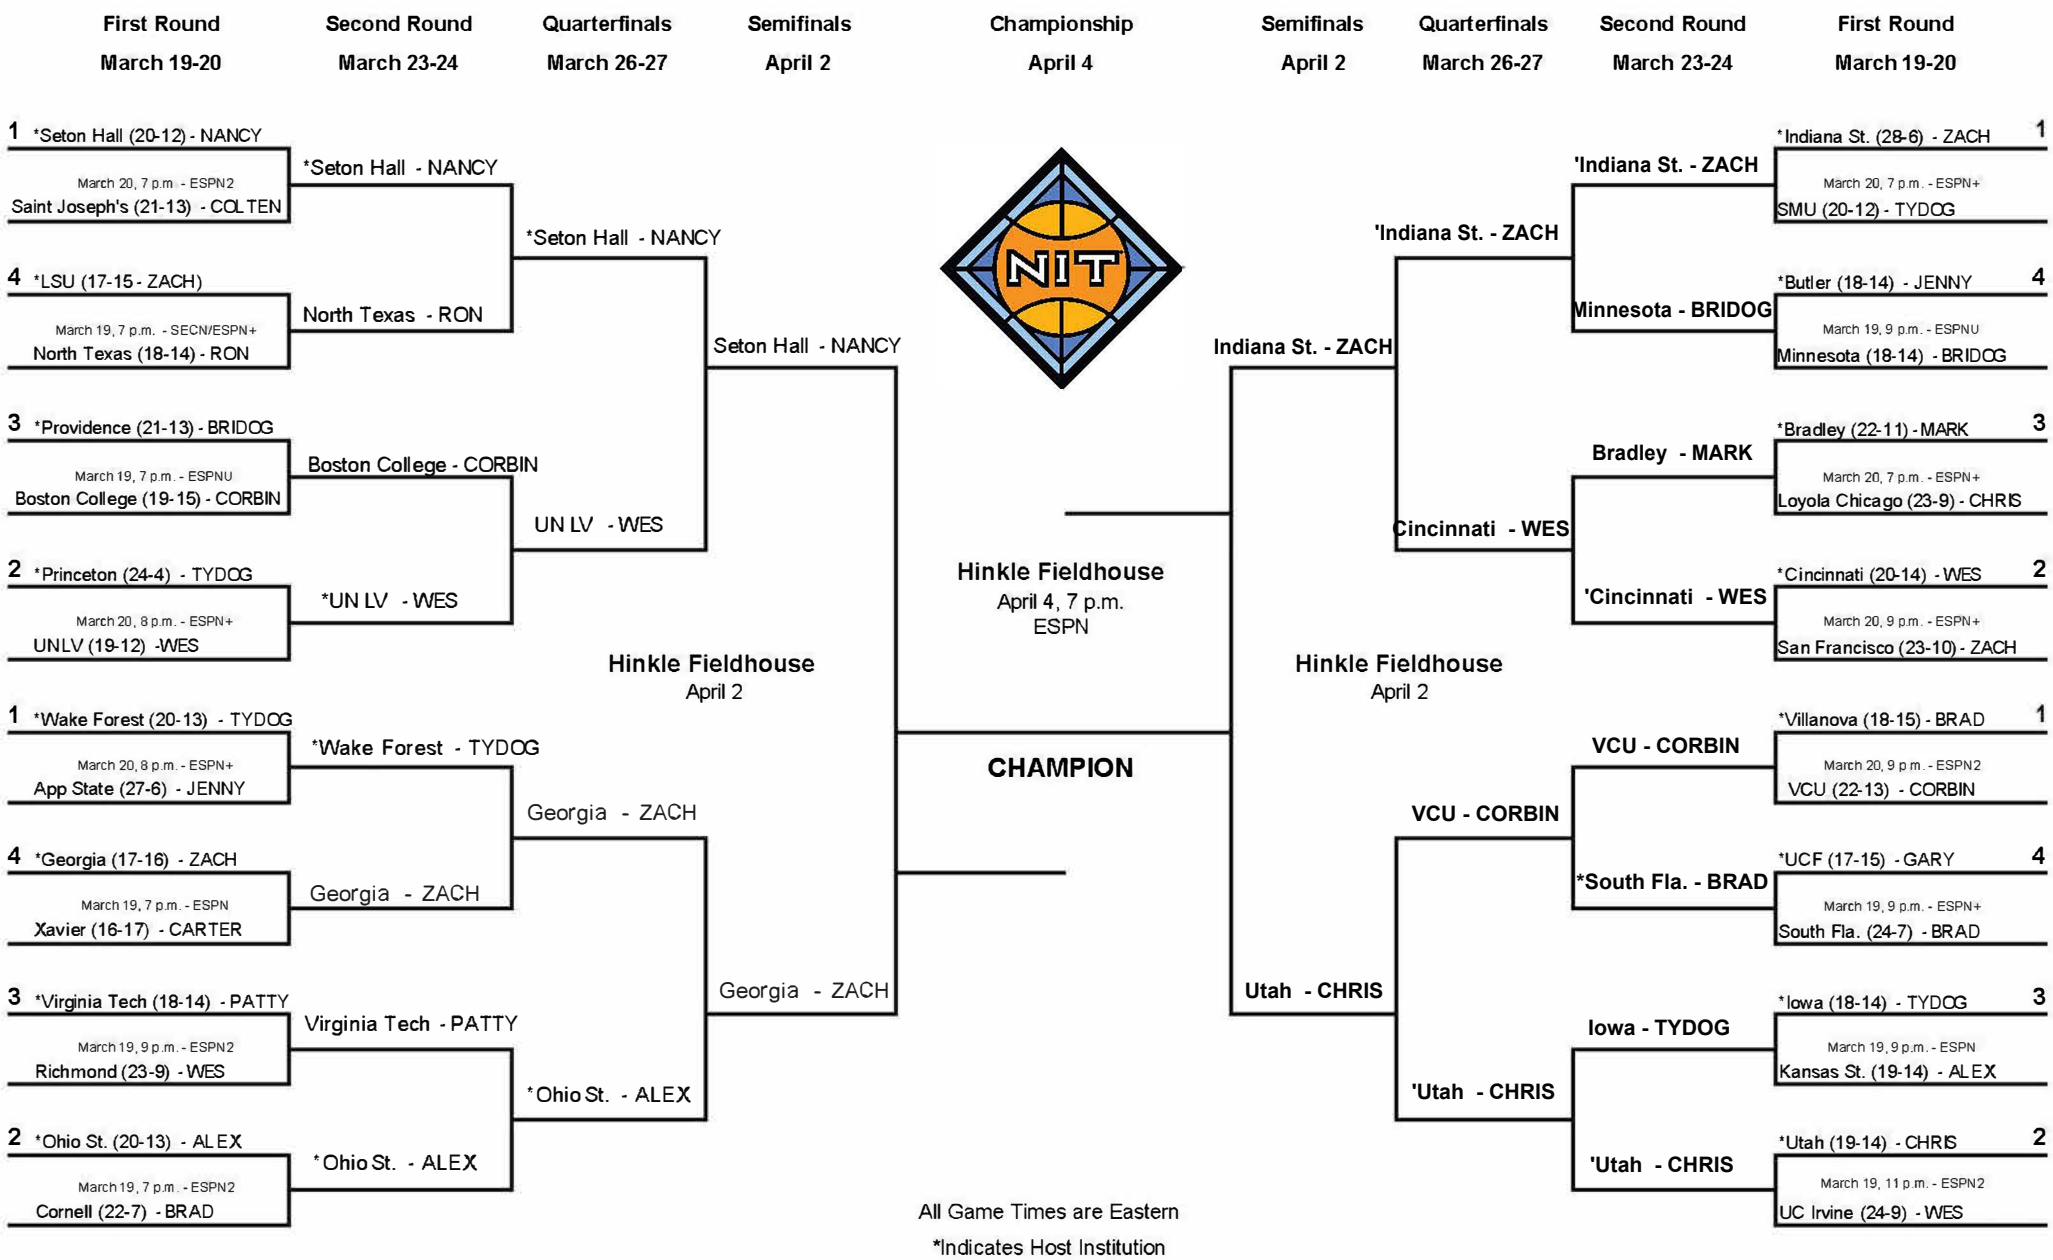 First Round
March 19-20
Second Round
March 23-24
Quarterfinals
March 26-27
Semifinals
April 2
Championship
April 4
Semifinals
April 2
Quarterfinals
March 26-27
Second Round
March 23-24
First Round
March 19-20
1 *Seton Hall (20-12) - NANCY
March 20, 7 p.m - ESPN2
Saint Joseph's (21-13) - COLTEN
4 *LSU (17-15 - ZACH)
March 19, 7 p.m. - SECN/ESPN+
North Texas (18-14) - RON
3 *Providence (21-13) - BRIDOG
March 19, 7 p.m. - ESPNU
Boston College (19-15) - CORBIN
2 *Princeton (24-4) - TYDOG
March 20, 8 p.m. - ESPN+
UNLV (19-12) -WES
1 *Wake Forest (20-13) - TYDOG
March 20, 8 p.m. - ESPN+
App State (27-6) - JENNY
4 *Georgia (17-16) - ZACH
March 19, 7 p.m. - ESPN
Xavier (16-17) - CARTER
3 *Virginia Tech (18-14) - PATTY
March 19, 9 p.m. - ESPN2
Richmond (23-9) - WES
2 *Ohio St. (20-13) - ALEX
March 19, 7 p.m. - ESPN2
Cornell (22-7) - BRAD
*Seton Hall - NANCY
North Texas - RON
Boston College - CORBIN
*UN LV - WES
*Wake Forest - TYDOG
Georgia - ZACH
Virginia Tech - PATTY
*Ohio St. - ALEX
*Seton Hall - NANCY
UN LV - WES
Georgia - ZACH
*Ohio St. - ALEX
Seton Hall - NANCY
Georgia - ZACH
Hinkle Fieldhouse
April 2
NIT
Hinkle Fieldhouse
April 4, 7 p.m.
ESPN
CHAMPION
All Game Times are Eastern
*Indicates Host Institution
Indiana St. - ZACH
Utah - CHRIS
Hinkle Fieldhouse
April 2
'Indiana St. - ZACH
Cincinnati - WES
VCU - CORBIN
'Utah - CHRIS
'Indiana St. - ZACH
Minnesota - BRIDOG
Bradley - MARK
'Cincinnati - WES
VCU - CORBIN
*South Fla. - BRAD
Iowa - TYDOG
'Utah - CHRIS
*Indiana St. (28-6) - ZACH 1
March 20, 7 p.m. - ESPN+
SMU (20-12) - TYDOG
*Butler (18-14) - JENNY 4
March 19, 9 p.m. - ESPNU
Minnesota (18-14) - BRIDOG
*Bradley (22-11) - MARK 3
March 20, 7 p.m. - ESPN+
Loyola Chicago (23-9) - CHRIS
*Cincinnati (20-14) - WES 2
March 20, 9 p.m. - ESPN+
San Francisco (23-10) - ZACH
*Villanova (18-15) - BRAD 1
March 20, 9 p.m. - ESPN2
VCU (22-13) - CORBIN
*UCF (17-15) - GARY 4
March 19, 9 p.m. - ESPN+
South Fla. (24-7) - BRAD
*Iowa (18-14) - TYDOG 3
March 19, 9 p.m. - ESPN
Kansas St. (19-14) - ALEX
*Utah (19-14) - CHRIS 2
March 19, 11 p.m. - ESPN2
UC Irvine (24-9) - WES